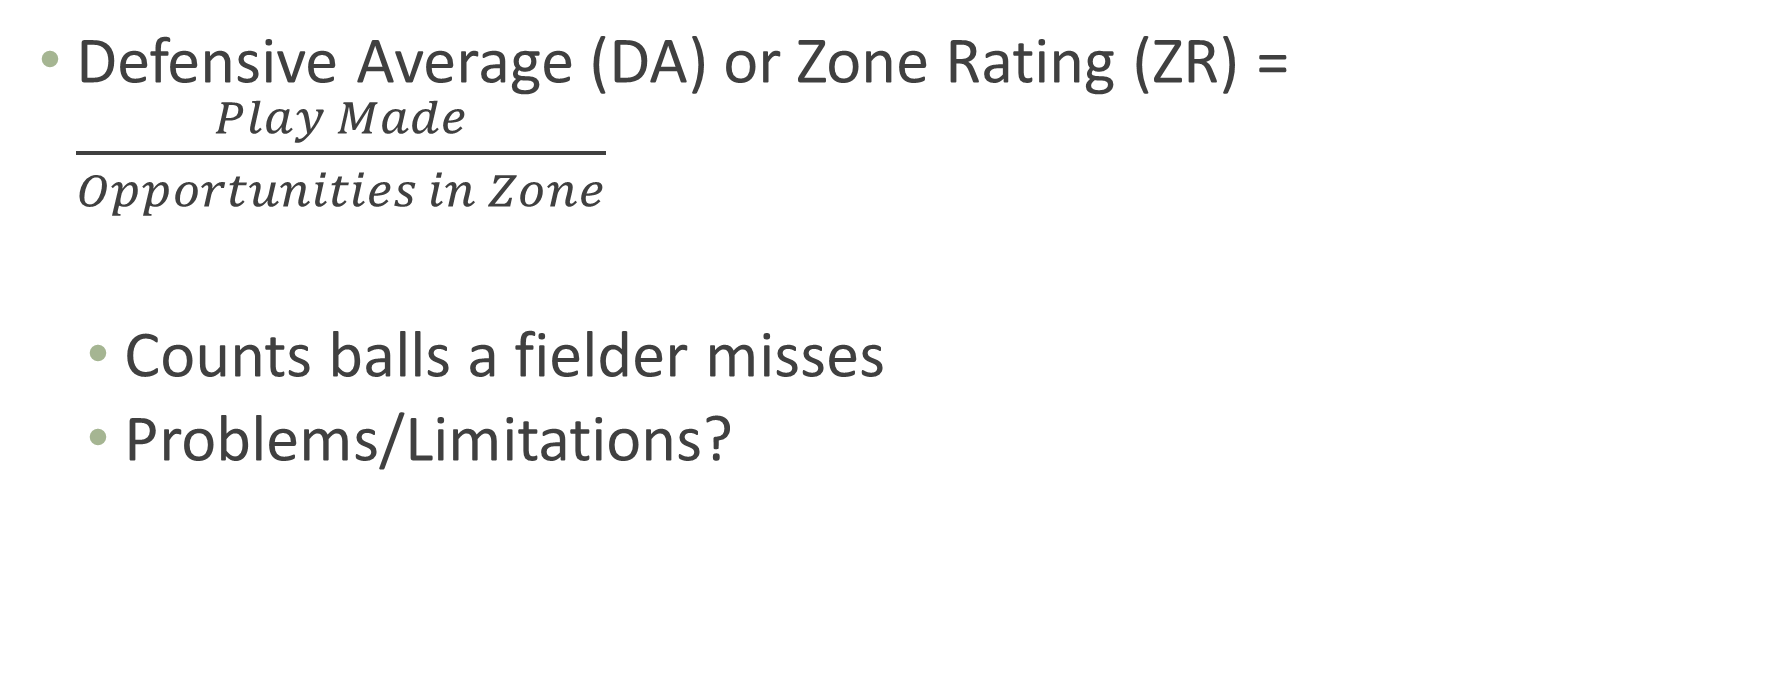 • Defensive Average (DA) or Zone Rating (ZR) =
Play Made
Opportunities in Zone
• Counts balls a fielder misses
• Problems/Limitations?